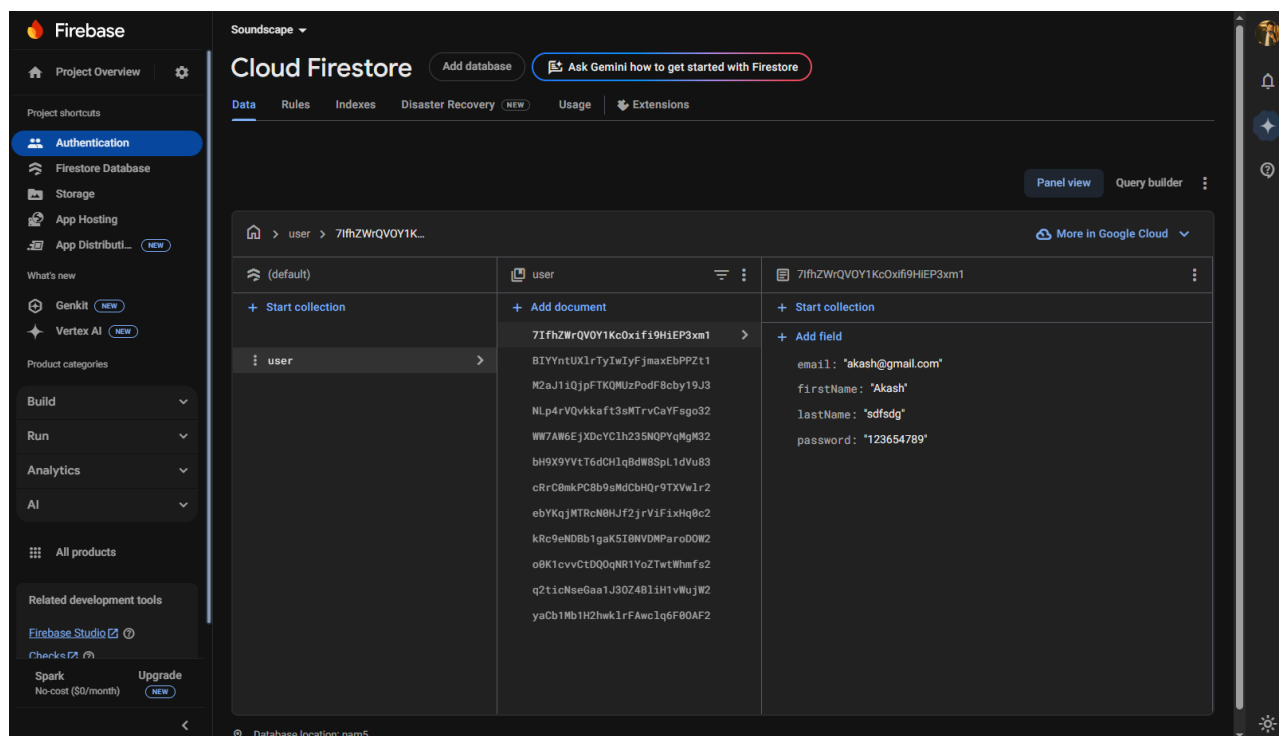 Firebase
Project Overview
Project shortcuts
Authentication
Firestore Database
Storage
App Hosting
App Distributi... NEW
What's new
Genkit NEW
Vertex AI NEW
Product categories
Build
Run
Analytics
AI
All products
Related development tools
Firebase Studio
Checks
Spark
No-cost ($0/month)
Upgrade
NEW
Soundscape
Cloud Firestore
Add database
Ask Gemini how to get started with Firestore
Data Rules Indexes Disaster Recovery NEW Usage Extensions
Panel view Query builder
user > 7IfhZWrQVOY1K...
More in Google Cloud
(default)
+ Start collection
user
user
+ Add document
7IfhZWrQVOY1KcOxifi9HiEP3xm1
BIYYntUXlrTyIwIyFjmaxEbPPZt1
M2aJ1iQjpFTKQMUzPodF8cby19J3
NLp4rVQvkkaft3sMTrvCaYFsgo32
WW7AW6EjXDcYClh235NQPYqMgM32
bH9X9YVtT6dCHlqBdW8SpL1dVu83
cRrC0mkPC8b9sMdCbHQr9TXVwlr2
ebYKqjMTRcN0HJf2jrViFixHq0c2
kRc9eNDBb1gaK5I0NVDMParoDOW2
o0K1cvvCtDQOqNR1YoZTwtWhmfs2
q2ticNseGaa1J3OZ4BliH1vWujW2
yaCb1Mb1H2hwklrFAwclq6F0OAF2
7IfhZWrQVOY1KcOxifi9HiEP3xm1
+ Start collection
+ Add field
email: "akash@gmail.com"
firstName: "Akash"
lastName: "sdfsdg"
password: "123654789"
Database location: nam5